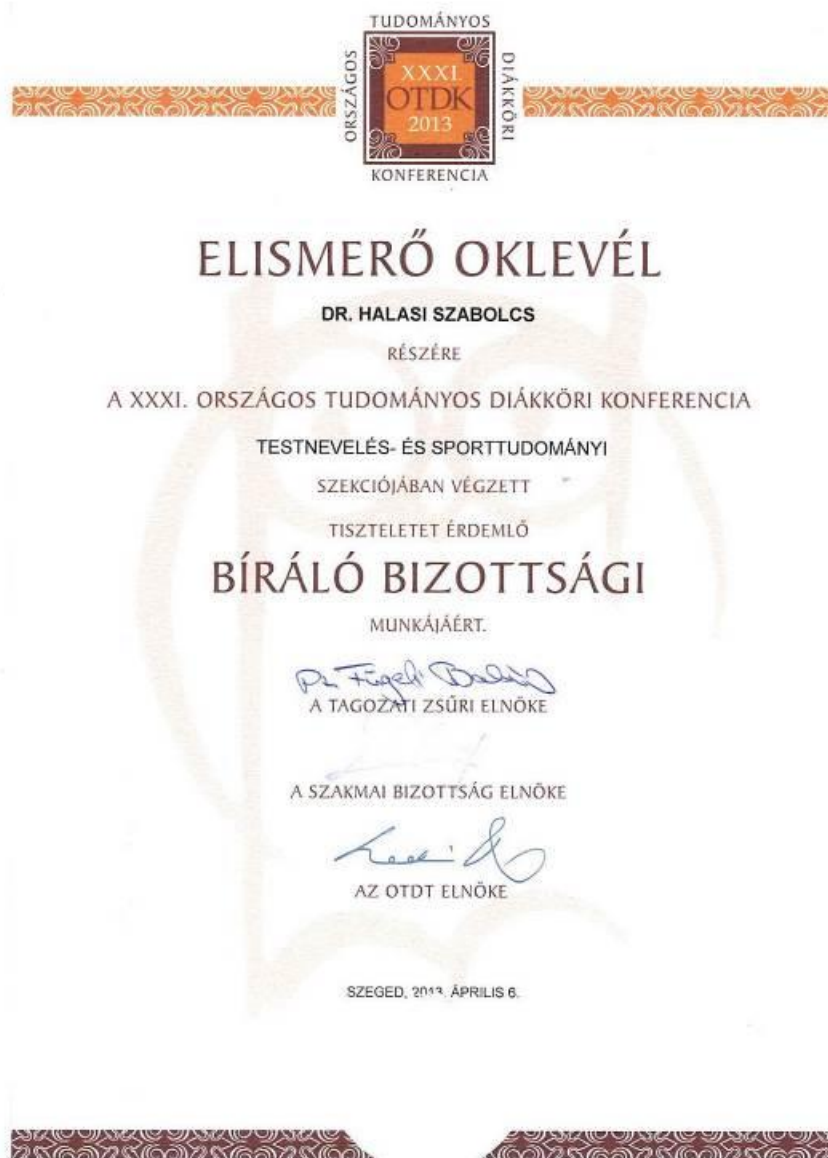 TUDOMÁNYOS
ORSZÁGOS
XXXI.
OTDK
2013
DIÁKKÖRI
KONFERENCIA
ELISMERŐ OKLEVÉL
DR. HALASI SZABOLCS
RÉSZÉRE
A XXXI. ORSZÁGOS TUDOMÁNYOS DIÁKKÖRI KONFERENCIA
TESTNEVELÉS- ÉS SPORTTUDOMÁNYI
SZEKCIÓJÁBAN VÉGZETT
TISZTELETET ÉRDEMLŐ
BÍRÁLÓ BIZOTTSÁGI
MUNKÁJÁÉRT.
A TAGOZATI ZSŰRI ELNÖKE
A SZAKMAI BIZOTTSÁG ELNÖKE
AZ OTDT ELNÖKE
SZEGED, 2013. ÁPRILIS 6.